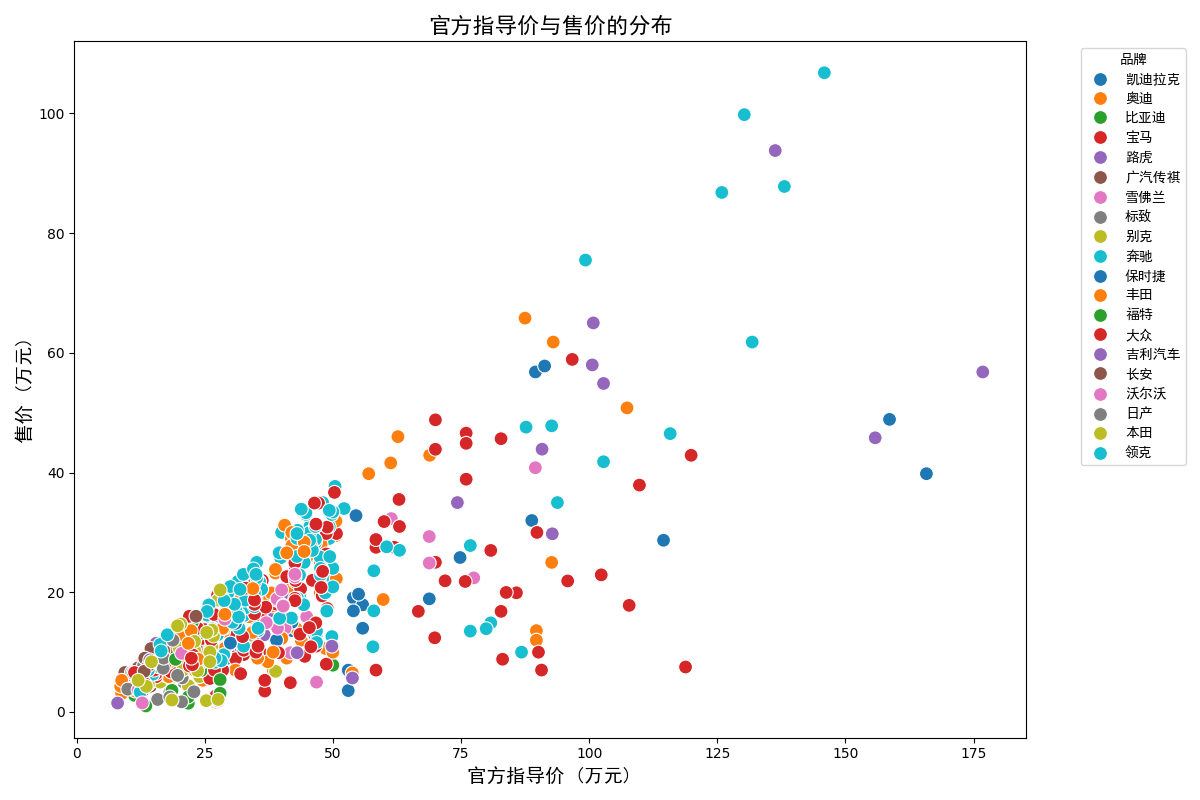 官方指导价与售价的分布
售价（万元）
100
80
60
40
20
0
0 25 50 75 100 125 150 175
官方指导价（万元）
品牌
凯迪拉克
奥迪
比亚迪
宝马
路虎
广汽传祺
雪佛兰
标致
别克
奔驰
保时捷
丰田
福特
大众
吉利汽车
长安
沃尔沃
日产
本田
领克